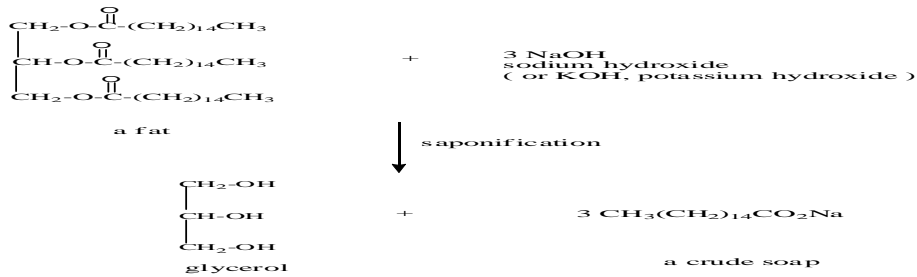 O
CH₂-O-C-(CH₂)₁₄CH₃
O
CH-O-C-(CH₂)₁₄CH₃ + 3 NaOH
sodium hydroxide
( or KOH, potassium hydroxide )
O
CH₂-O-C-(CH₂)₁₄CH₃
a fat
saponification
CH₂-OH
CH-OH + 3 CH₃(CH₂)₁₄CO₂Na
CH₂-OH
glycerol
a crude soap